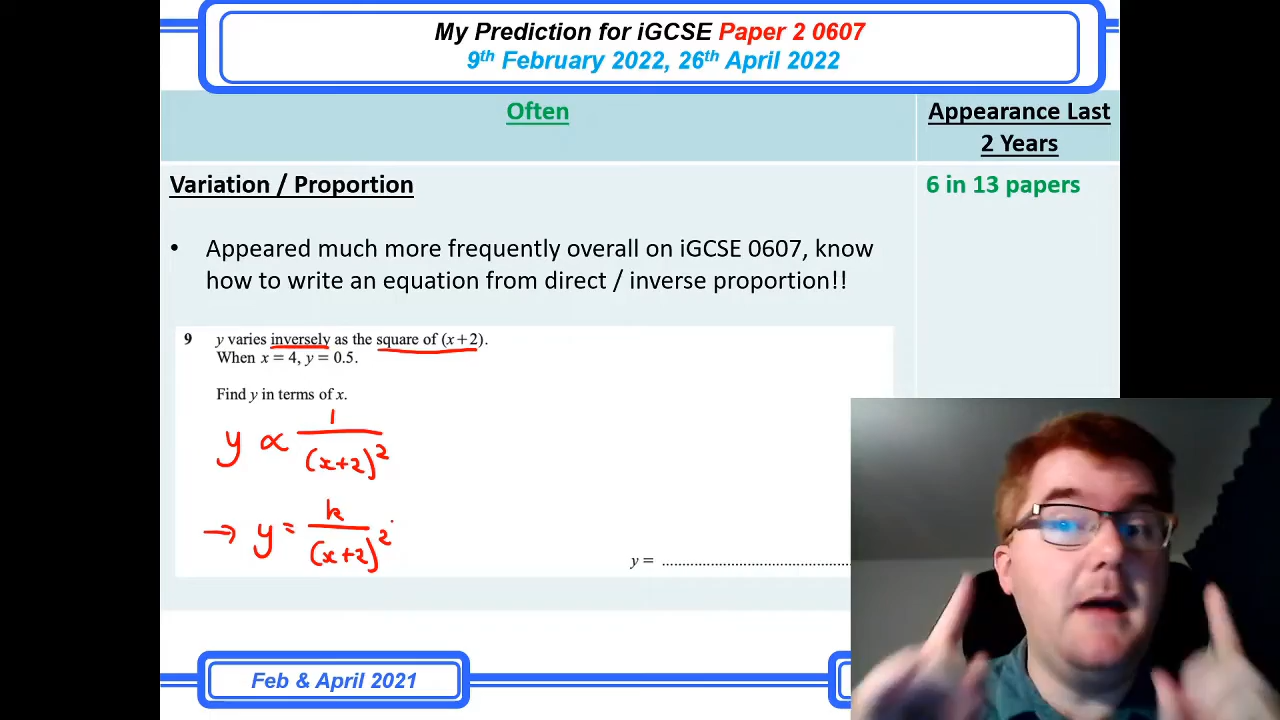 My Prediction for iGCSE Paper 2 0607
9th February 2022, 26th April 2022
Often
Appearance Last
2 Years
Variation / Proportion
6 in 13 papers
• Appeared much more frequently overall on iGCSE 0607, know
how to write an equation from direct / inverse proportion!!
9 y varies inversely as the square of (x+2).
When x = 4, y = 0.5.
Find y in terms of x.
y ∝ 1/(x+2)²
→ y = k/(x+2)²
y = ........................................
Feb & April 2021